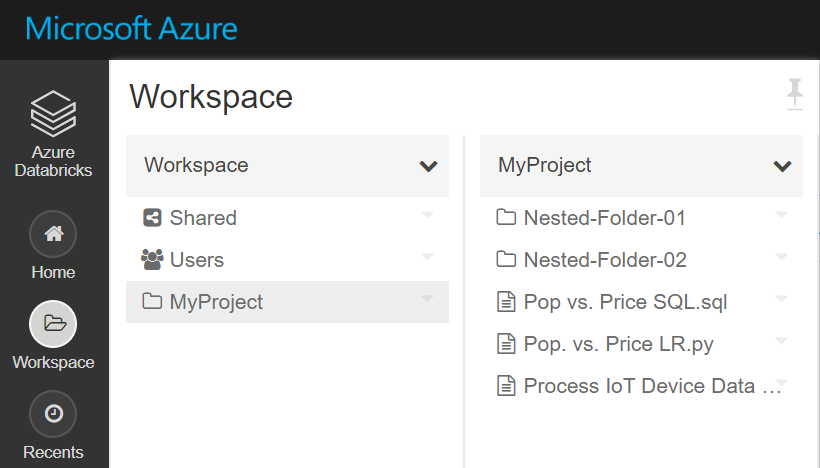 Microsoft Azure
Azure
Databricks
Home
Workspace
Recents
Workspace
Workspace
Shared
Users
MyProject
MyProject
Nested-Folder-01
Nested-Folder-02
Pop vs. Price SQL.sql
Pop. vs. Price LR.py
Process IoT Device Data …